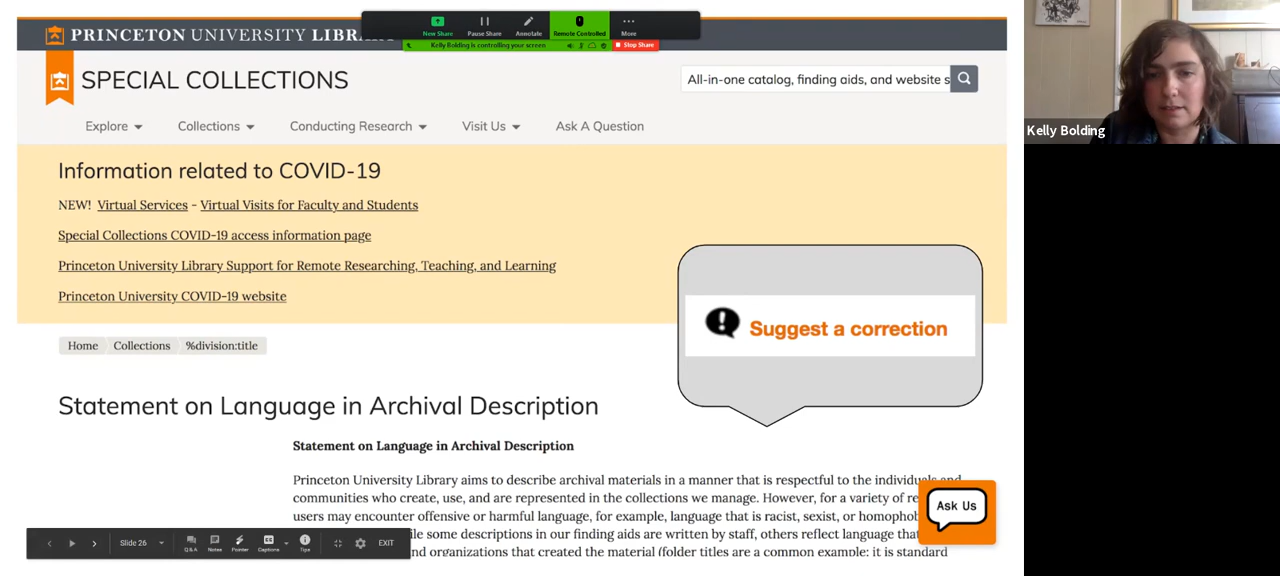 New Share
Pause Share
Annotate
Remote Controlled
More
Kelly Bolding is controlling your screen
Stop Share
PRINCETON UNIVERSITY
SPECIAL COLLECTIONS
All-in-one catalog, finding aids, and website s
Explore
Collections
Conducting Research
Visit Us
Ask A Question
Kelly Bolding
Information related to COVID-19
NEW! Virtual Services - Virtual Visits for Faculty and Students
Special Collections COVID-19 access information page
Princeton University Library Support for Remote Researching, Teaching, and Learning
Princeton University COVID-19 website
Suggest a correction
Home
Collections
%division:title
Statement on Language in Archival Description
Statement on Language in Archival Description
Princeton University Library aims to describe archival materials in a manner that is respectful to the individuals and
communities who create, use, and are represented in the collections we manage. However, for a variety of
users may encounter offensive or harmful language, for example, language that is racist, sexist, or
some descriptions in our finding aids are written by staff, others reflect language
organizations that created the material (folder titles are a common example: it is standard
Ask Us
Slide 26
Q&A
Notes
Pointer
Captions
Tips
EXIT